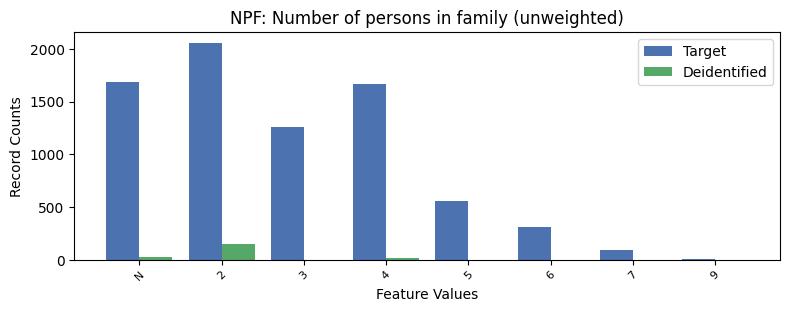 NPF: Number of persons in family (unweighted)
Target
Deidentified
Record Counts
2000
1500
1000
500
0
N
2
3
4
5
6
7
9
Feature Values